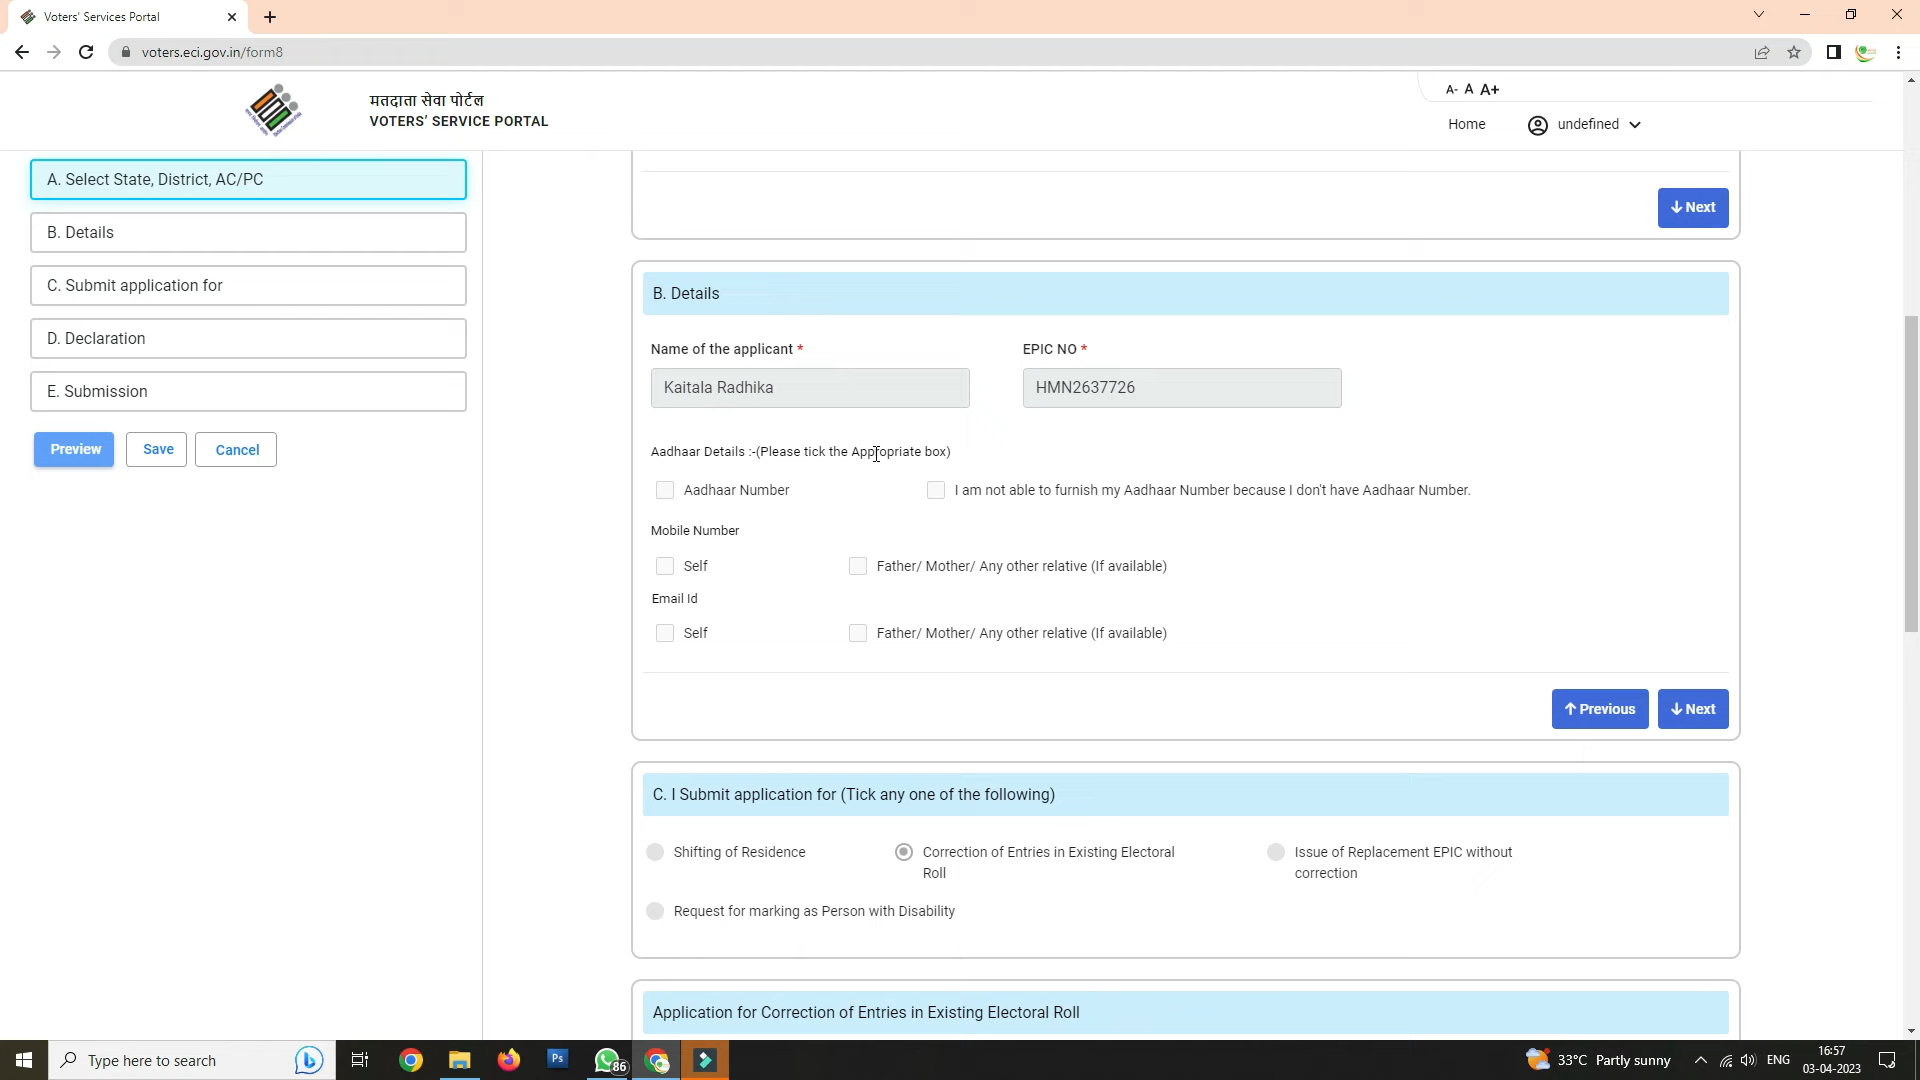 Voters' Services Portal
voters.eci.gov.in/form8
मतदाता सेवा पोर्टल
VOTERS' SERVICE PORTAL
A- A A+
Home
undefined
A. Select State, District, AC/PC
B. Details
C. Submit application for
D. Declaration
E. Submission
Preview
Save
Cancel
Next
B. Details
Name of the applicant *
EPIC NO *
Kaitala Radhika
HMN2637726
Aadhaar Details :-(Please tick the Appropriate box)
Aadhaar Number
I am not able to furnish my Aadhaar Number because I don't have Aadhaar Number.
Mobile Number
Self
Father/ Mother/ Any other relative (If available)
Email Id
Self
Father/ Mother/ Any other relative (If available)
Previous
Next
C. I Submit application for (Tick any one of the following)
Shifting of Residence
Correction of Entries in Existing Electoral
Roll
Issue of Replacement EPIC without
correction
Request for marking as Person with Disability
Application for Correction of Entries in Existing Electoral Roll
Type here to search
Ps
86
33°C Partly sunny
ENG
16:57
03-04-2023